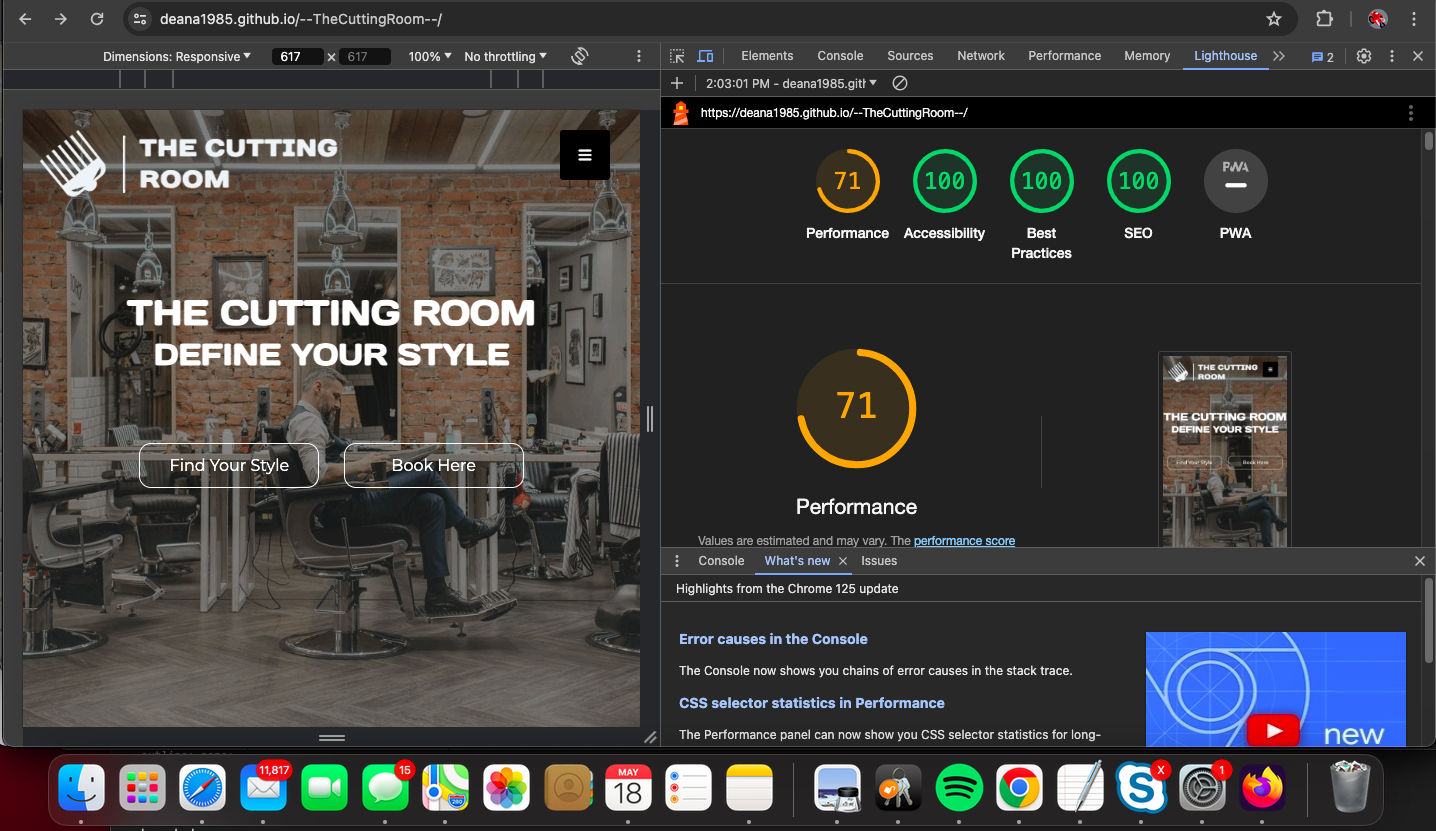 deana1985.github.io/--TheCuttingRoom--/
Dimensions: Responsive 617 × 617 100% No throttling
Elements Console Sources Network Performance Memory Lighthouse 2
2:03:01 PM - deana1985.gith
https://deana1985.github.io/--TheCuttingRoom--/
THE CUTTING
ROOM
THE CUTTING ROOM
DEFINE YOUR STYLE
Find Your Style Book Here
71 100 100 100 PWA
Performance Accessibility Best
Practices SEO PWA
71
Performance
Values are estimated and may vary. The performance score
THE CUTTING
ROOM
THE CUTTING ROOM
DEFINE YOUR STYLE
Find Your Style Book Here
Console What's new Issues
Highlights from the Chrome 125 update
Error causes in the Console
The Console now shows you chains of error causes in the stack trace.
CSS selector statistics in Performance
The Performance panel can now show you CSS selector statistics for long-
new
11,817
15
280
MAY
18
X
1